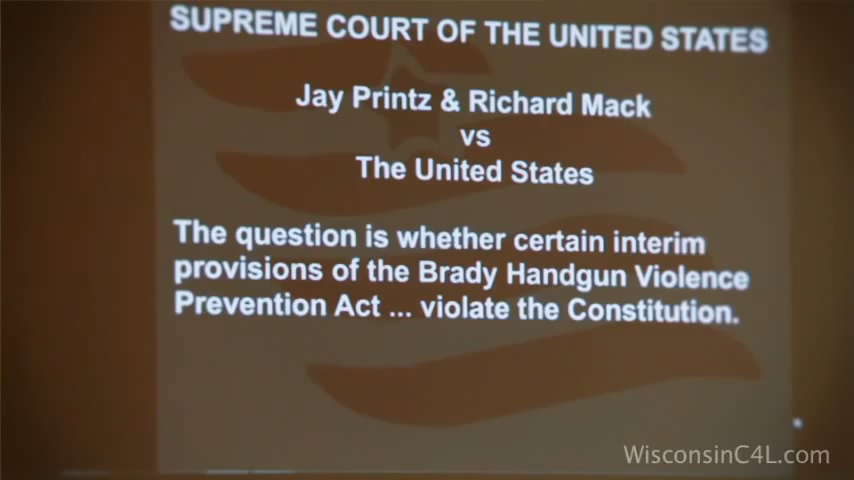 SUPREME COURT OF THE UNITED STATES
Jay Printz & Richard Mack
vs
The United States
The question is whether certain interim
provisions of the Brady Handgun Violence
Prevention Act ... violate the Constitution.
WisconsinC4L.com